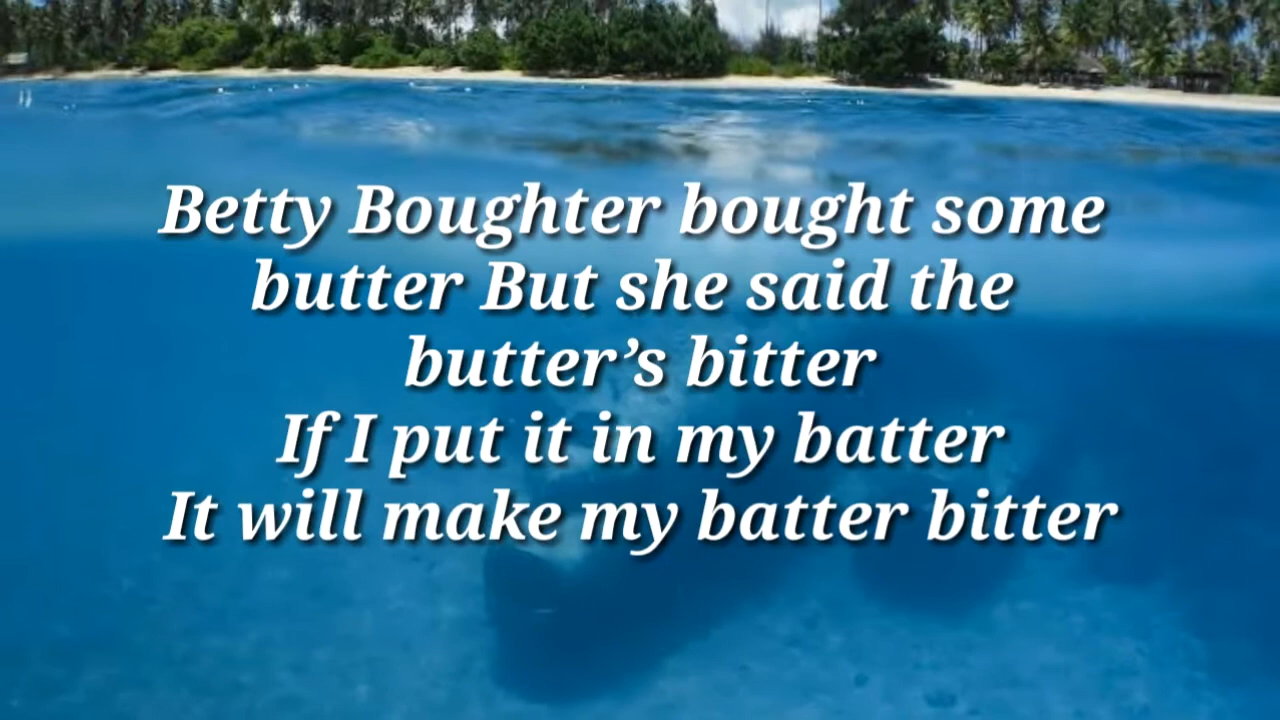 Betty Boughter bought some
butter But she said the
butter’s bitter
If I put it in my batter
It will make my batter bitter